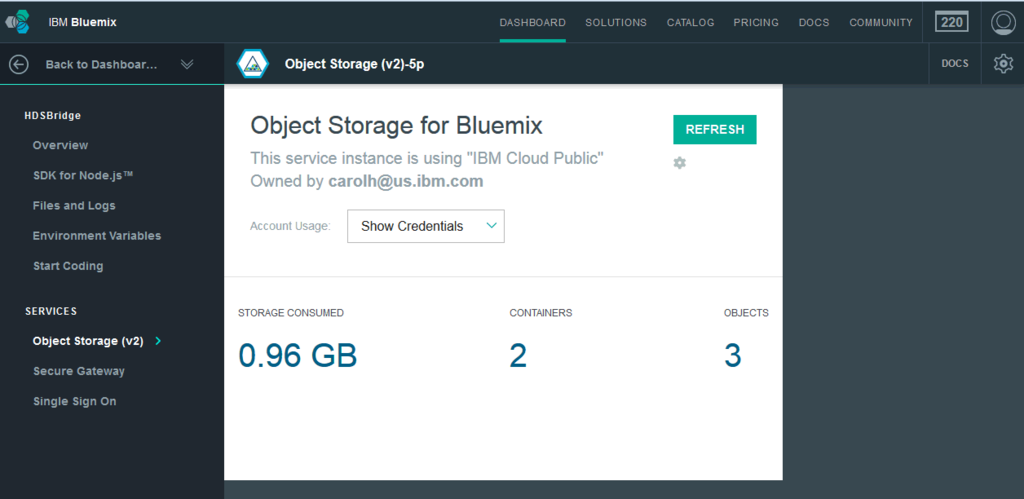 IBM Bluemix
DASHBOARD SOLUTIONS CATALOG PRICING DOCS COMMUNITY 220
Back to Dashboar...
Object Storage (v2)-5p
DOCS
HDSBridge
Overview
SDK for Node.js™
Files and Logs
Environment Variables
Start Coding
SERVICES
Object Storage (v2)
Secure Gateway
Single Sign On
Object Storage for Bluemix
REFRESH
This service instance is using "IBM Cloud Public"
Owned by carolh@us.ibm.com
Account Usage: Show Credentials
STORAGE CONSUMED CONTAINERS OBJECTS
0.96 GB 2 3